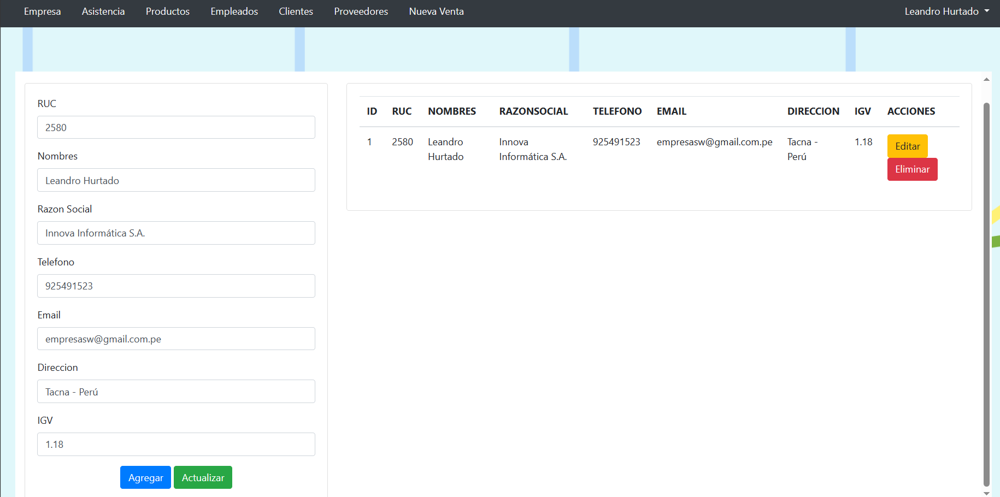 Empresa Asistencia Productos Empleados Clientes Proveedores Nueva Venta Leandro Hurtado
RUC
2580
Nombres
Leandro Hurtado
Razon Social
Innova Informática S.A.
Telefono
925491523
Email
empresasw@gmail.com.pe
Direccion
Tacna - Perú
IGV
1.18
Agregar Actualizar
ID RUC NOMBRES RAZONSOCIAL TELEFONO EMAIL DIRECCION IGV ACCIONES
1 2580 Leandro Innova 925491523 empresasw@gmail.com.pe Tacna - 1.18 Editar
Hurtado Informática S.A. Perú
Eliminar